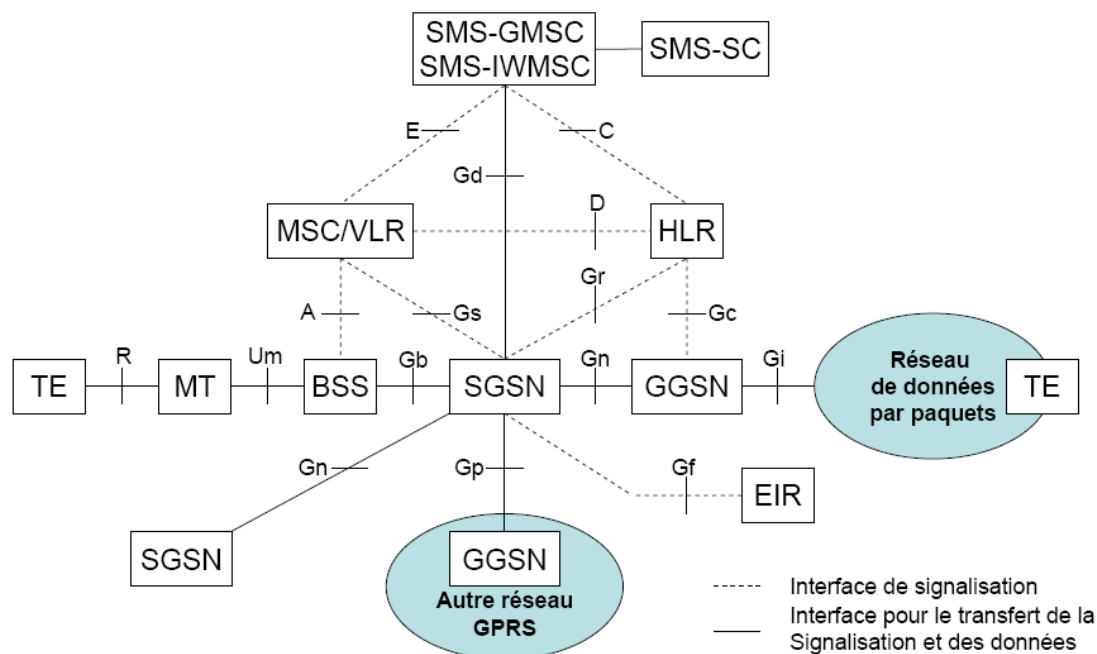 SMS-GMSC
SMS-IWMSC
SMS-SC
E
C
Gd
D
MSC/VLR
HLR
Gr
A
Gs
Gc
R
Um
Gb
Gn
Gi
TE
MT
BSS
SGSN
GGSN
Réseau
de données
par paquets
TE
Gn
Gp
Gf
EIR
SGSN
GGSN
Autre réseau
GPRS
Interface de signalisation
Interface pour le transfert de la
Signalisation et des données